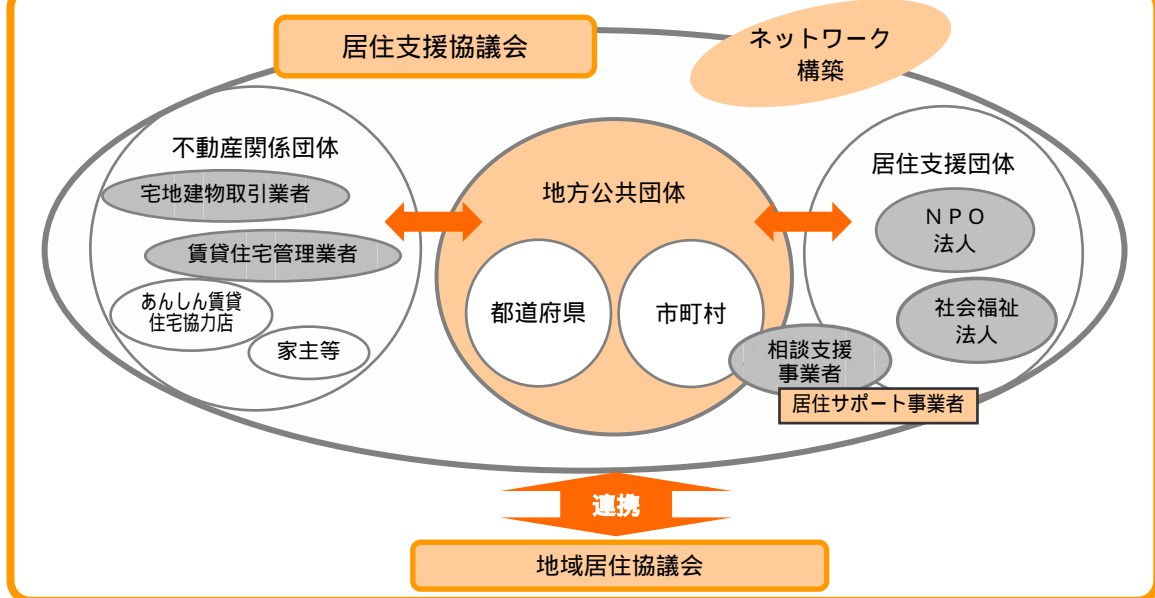 居住支援協議会
ネットワーク
構築
不動産関係団体
宅地建物取引業者
賃貸住宅管理業者
あんしん賃貸
住宅協力店
家主等
地方公共団体
都道府県
市町村
居住支援団体
ＮＰＯ
法人
社会福祉
法人
相談支援
事業者
居住サポート事業者
連携
地域居住協議会